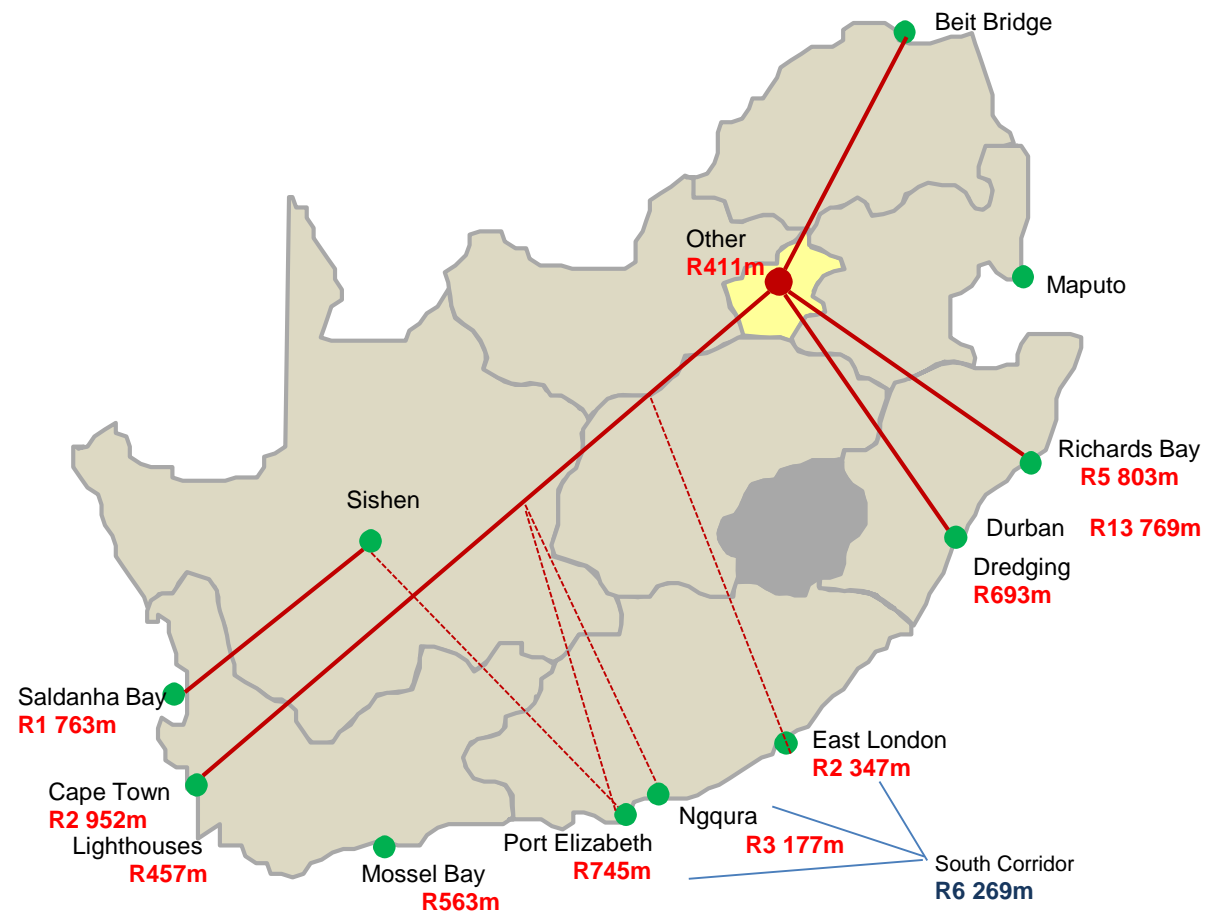 Beit Bridge
Other
R411m
Maputo
Richards Bay
R5 803m
Sishen
Durban R13 769m
Dredging
R693m
Saldanha Bay
R1 763m
East London
R2 347m
Cape Town
R2 952m
Lighthouses
R457m
Mossel Bay
R563m
Port Elizabeth
R745m
Ngqura
R3 177m
South Corridor
R6 269m